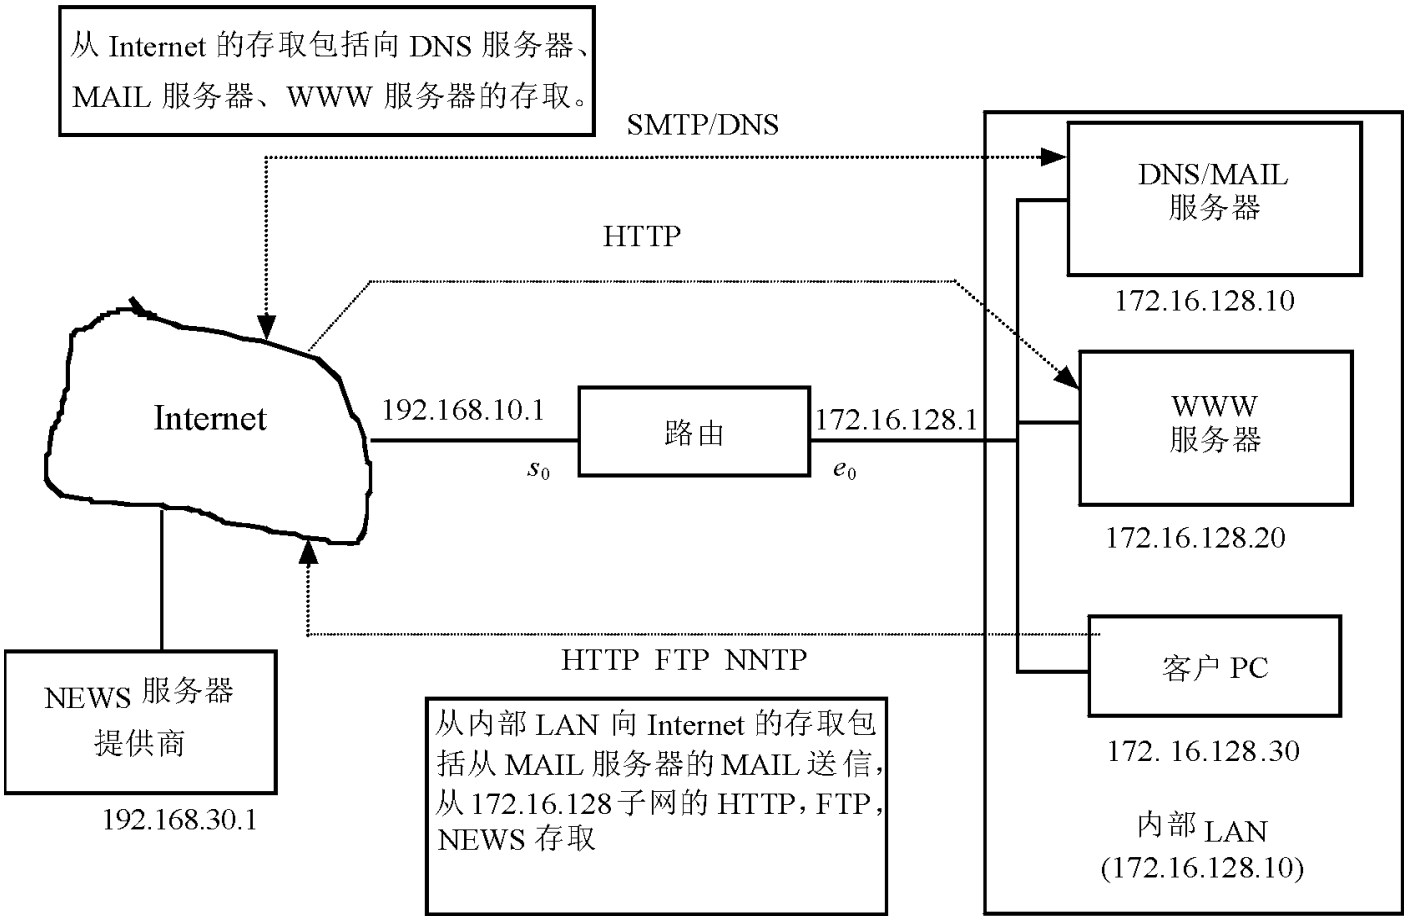 从 Internet 的存取包括向 DNS 服务器、
MAIL 服务器、WWW 服务器的存取。
SMTP/DNS
DNS/MAIL
服务器
172.16.128.10
HTTP
WWW
服务器
172.16.128.20
Internet
192.168.10.1
s0
路由
172.16.128.1
e0
HTTP FTP NNTP
客户 PC
172. 16.128.30
NEWS 服务器
提供商
192.168.30.1
从内部 LAN 向 Internet 的存取包
括从 MAIL 服务器的 MAIL 送信，
从 172.16.128 子网的 HTTP，FTP，
NEWS 存取
内部 LAN
(172.16.128.10)